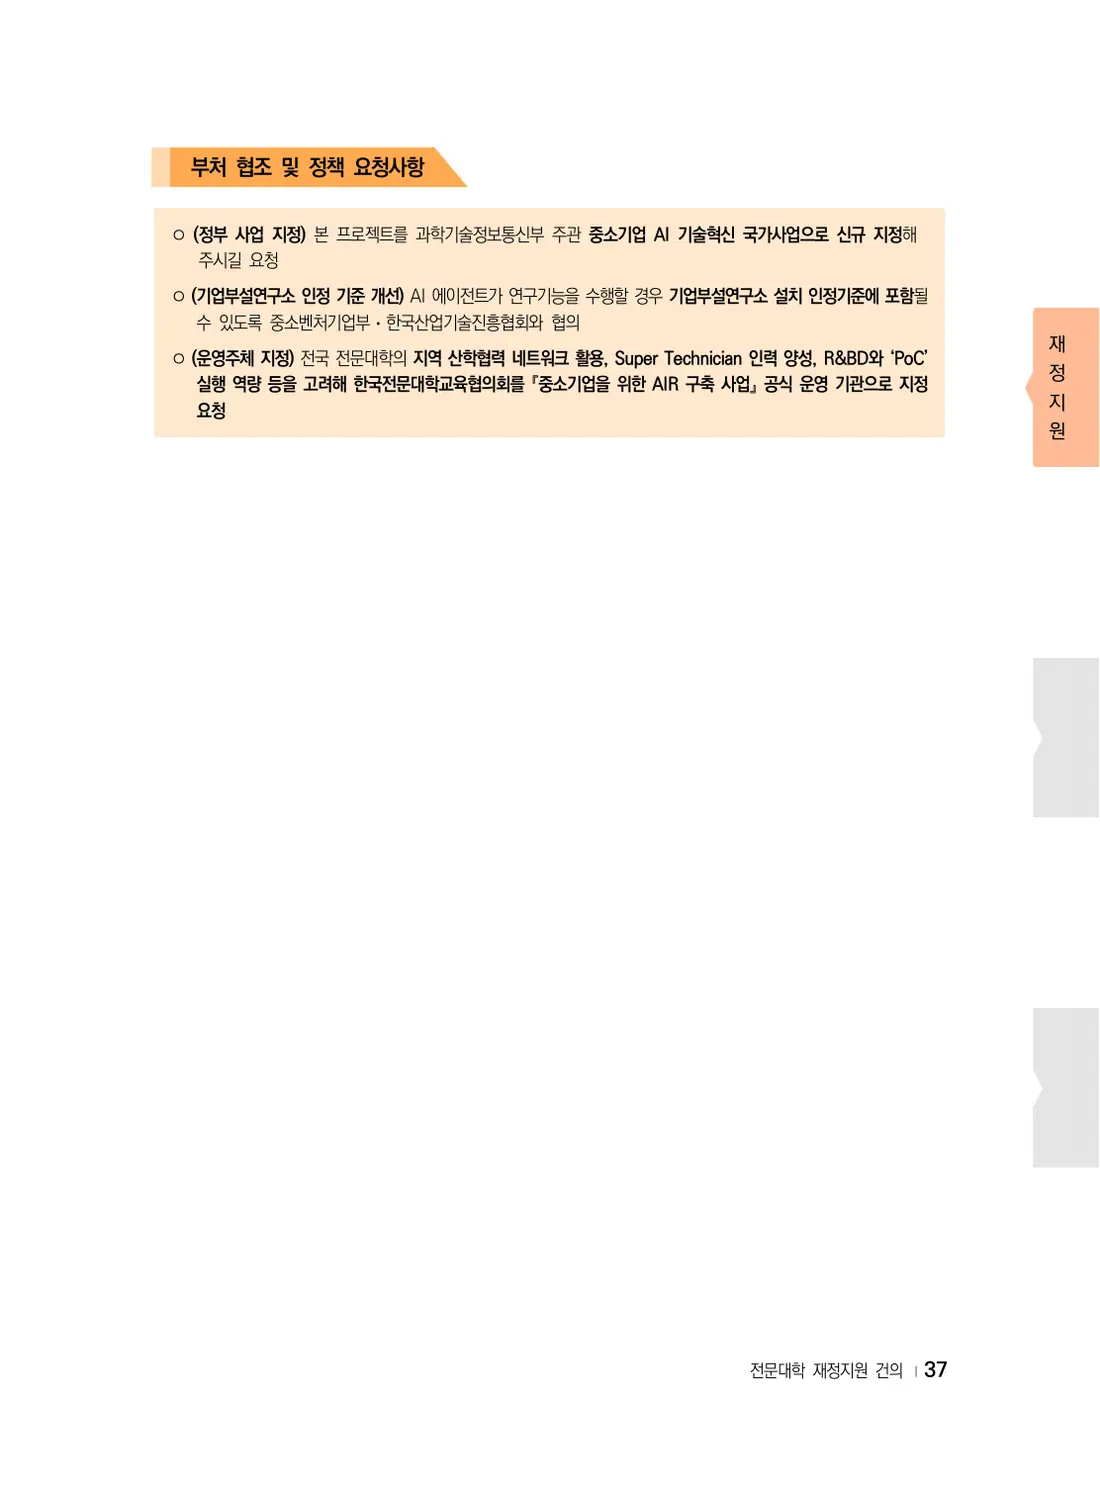 부처 협조 및 정책 요청사항
○ (정부 사업 지정) 본 프로젝트를 과학기술정보통신부 주관 중소기업 AI 기술혁신 국가사업으로 신규 지정해
주시길 요청
○ (기업부설연구소 인정 기준 개선) AI 에이전트가 연구기능을 수행할 경우 기업부설연구소 설치 인정기준에 포함될
수 있도록 중소벤처기업부·한국산업기술진흥협회와 협의
○ (운영주체 지정) 전국 전문대학의 지역 산학협력 네트워크 활용, Super Technician 인력 양성, R&BD와 ‘PoC’
실행 역량 등을 고려해 한국전문대학교육협의회를 『중소기업을 위한 AIR 구축 사업』 공식 운영 기관으로 지정
요청
재
정
지
원
전문대학 재정지원 건의 | 37